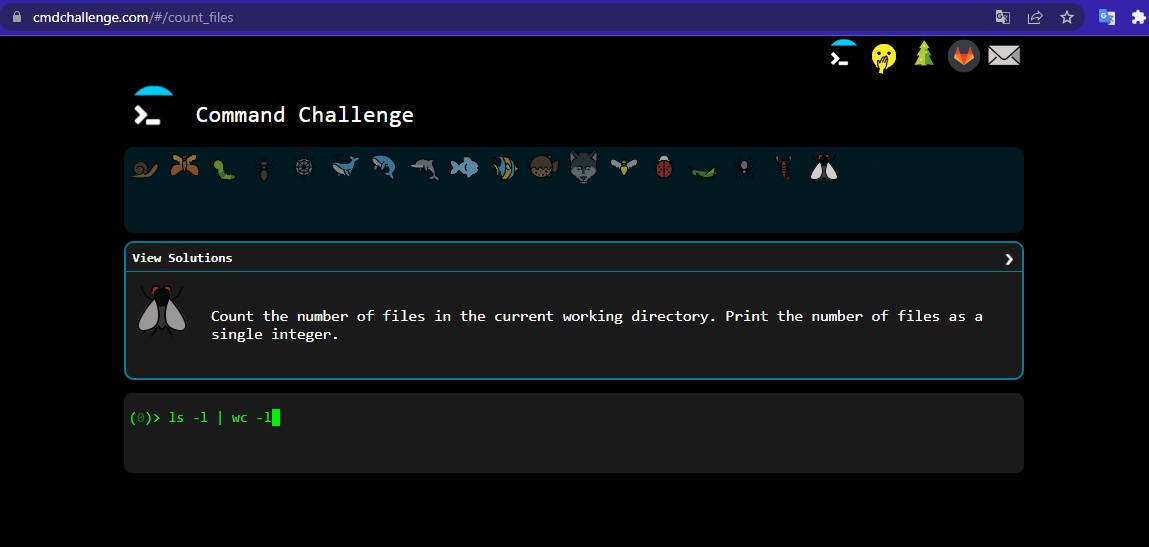 cmdchallenge.com/#/count_files
Command Challenge
View Solutions
Count the number of files in the current working directory. Print the number of files as a
single integer.
(0)> ls -l | wc -l